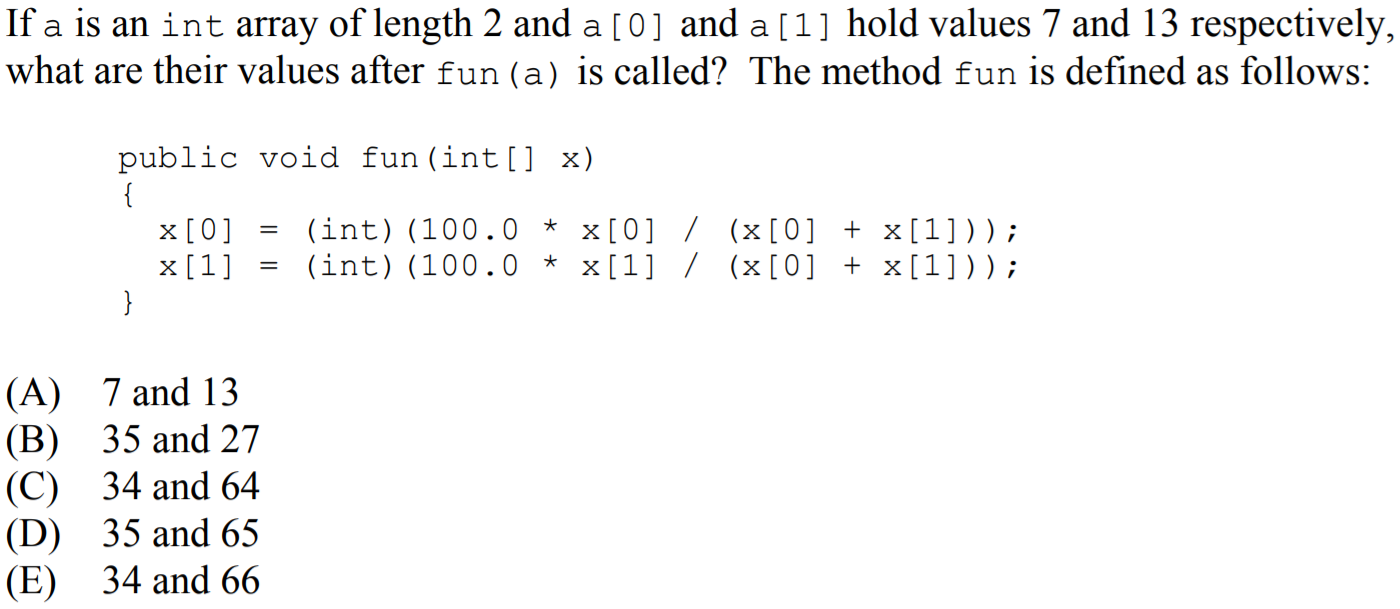 If a is an int array of length 2 and a[0] and a[1] hold values 7 and 13 respectively,
what are their values after fun(a) is called?  The method fun is defined as follows:
public void fun(int[] x)
{
  x[0] = (int)(100.0 * x[0] / (x[0] + x[1]));
  x[1] = (int)(100.0 * x[1] / (x[0] + x[1]));
}
(A) 7 and 13
(B) 35 and 27
(C) 34 and 64
(D) 35 and 65
(E) 34 and 66